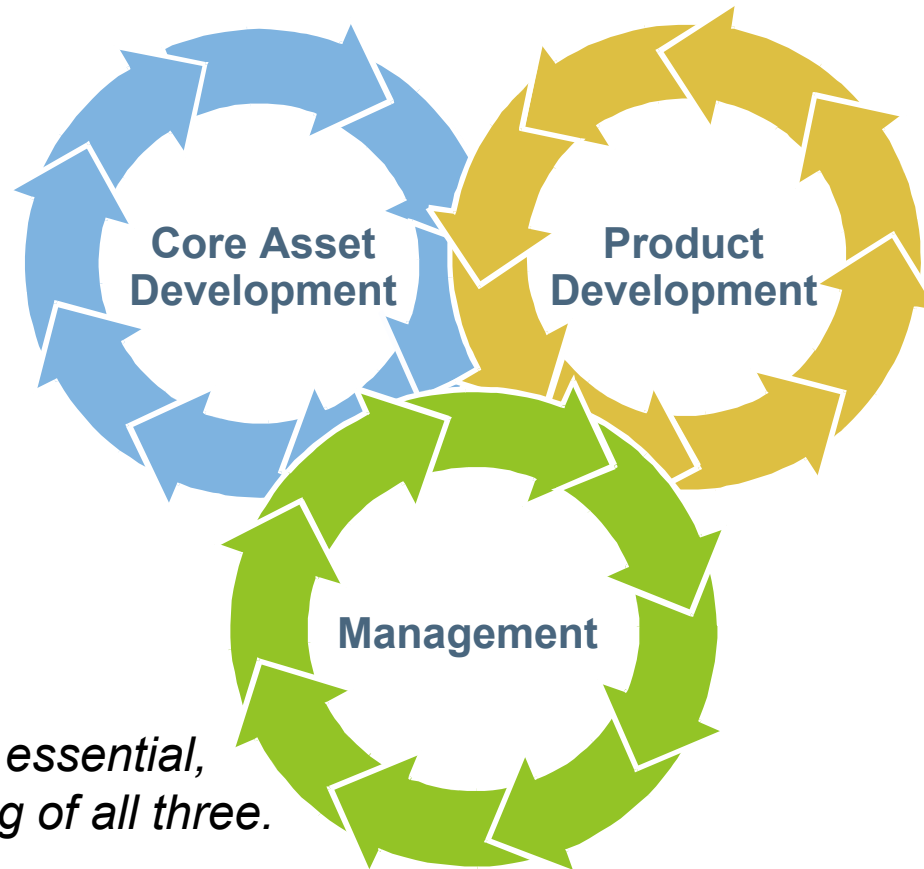 Core Asset
Development
Product
Development
Management
essential,
g of all three.